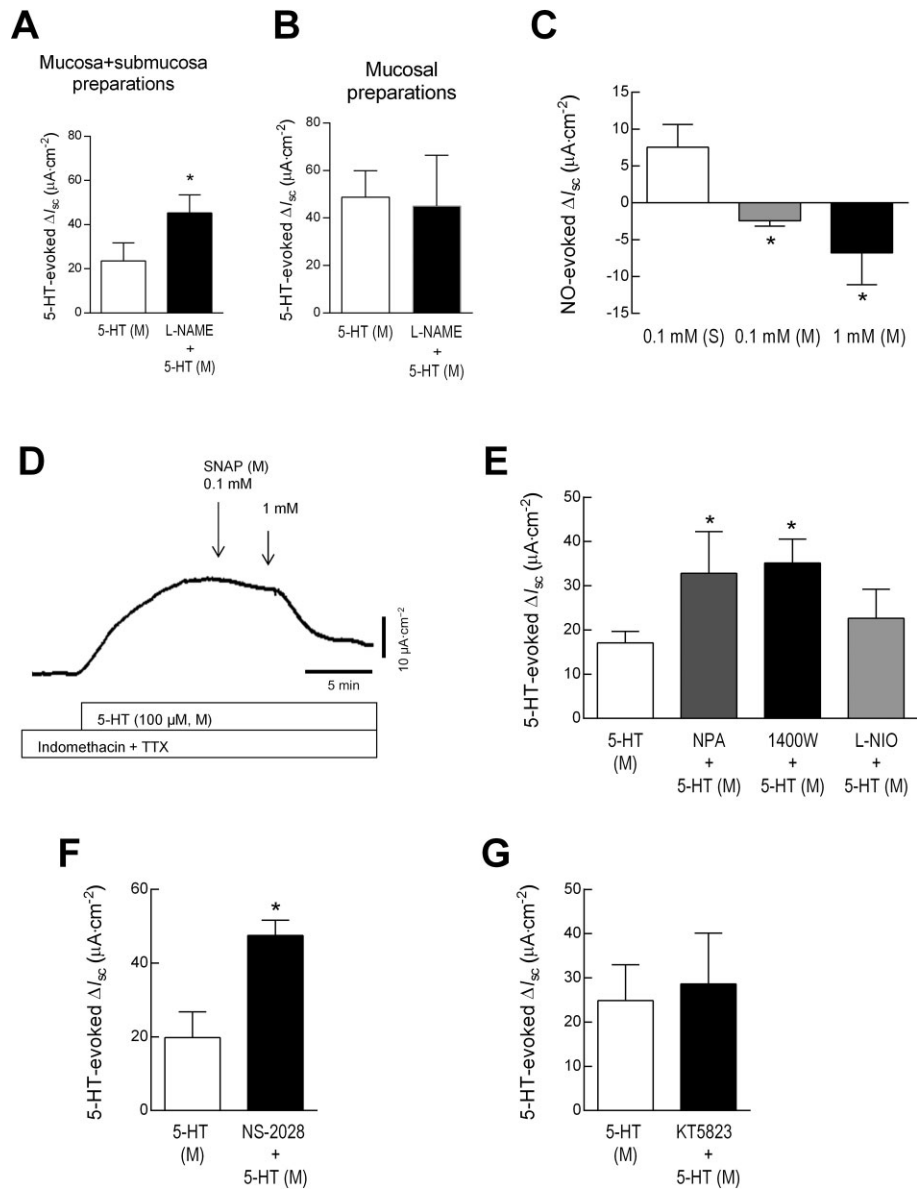 A
Mucosa+submucosa
preparations
5-HT-evoked ΔIsc (μA·cm⁻²)
80
60
40
20
0
*
5-HT (M)
L-NAME
+
5-HT (M)
B
Mucosal
preparations
5-HT-evoked ΔIsc (μA·cm⁻²)
80
60
40
20
0
5-HT (M)
L-NAME
+
5-HT (M)
C
NO-evoked ΔIsc (μA·cm⁻²)
15
10
5
0
-5
-10
-15
*
*
0.1 mM (S)
0.1 mM (M)
1 mM (M)
D
SNAP (M)
0.1 mM
1 mM
10 μA·cm⁻²
5 min
5-HT (100 μM, M)
Indomethacin + TTX
E
5-HT-evoked ΔIsc (μA·cm⁻²)
50
40
30
20
10
0
*
*
5-HT
(M)
NPA
+
5-HT (M)
1400W
+
5-HT (M)
L-NIO
+
5-HT (M)
F
5-HT-evoked ΔIsc (μA·cm⁻²)
60
40
20
0
*
5-HT
(M)
NS-2028
+
5-HT (M)
G
5-HT-evoked ΔIsc (μA·cm⁻²)
50
40
30
20
10
0
5-HT
(M)
KT5823
+
5-HT (M)